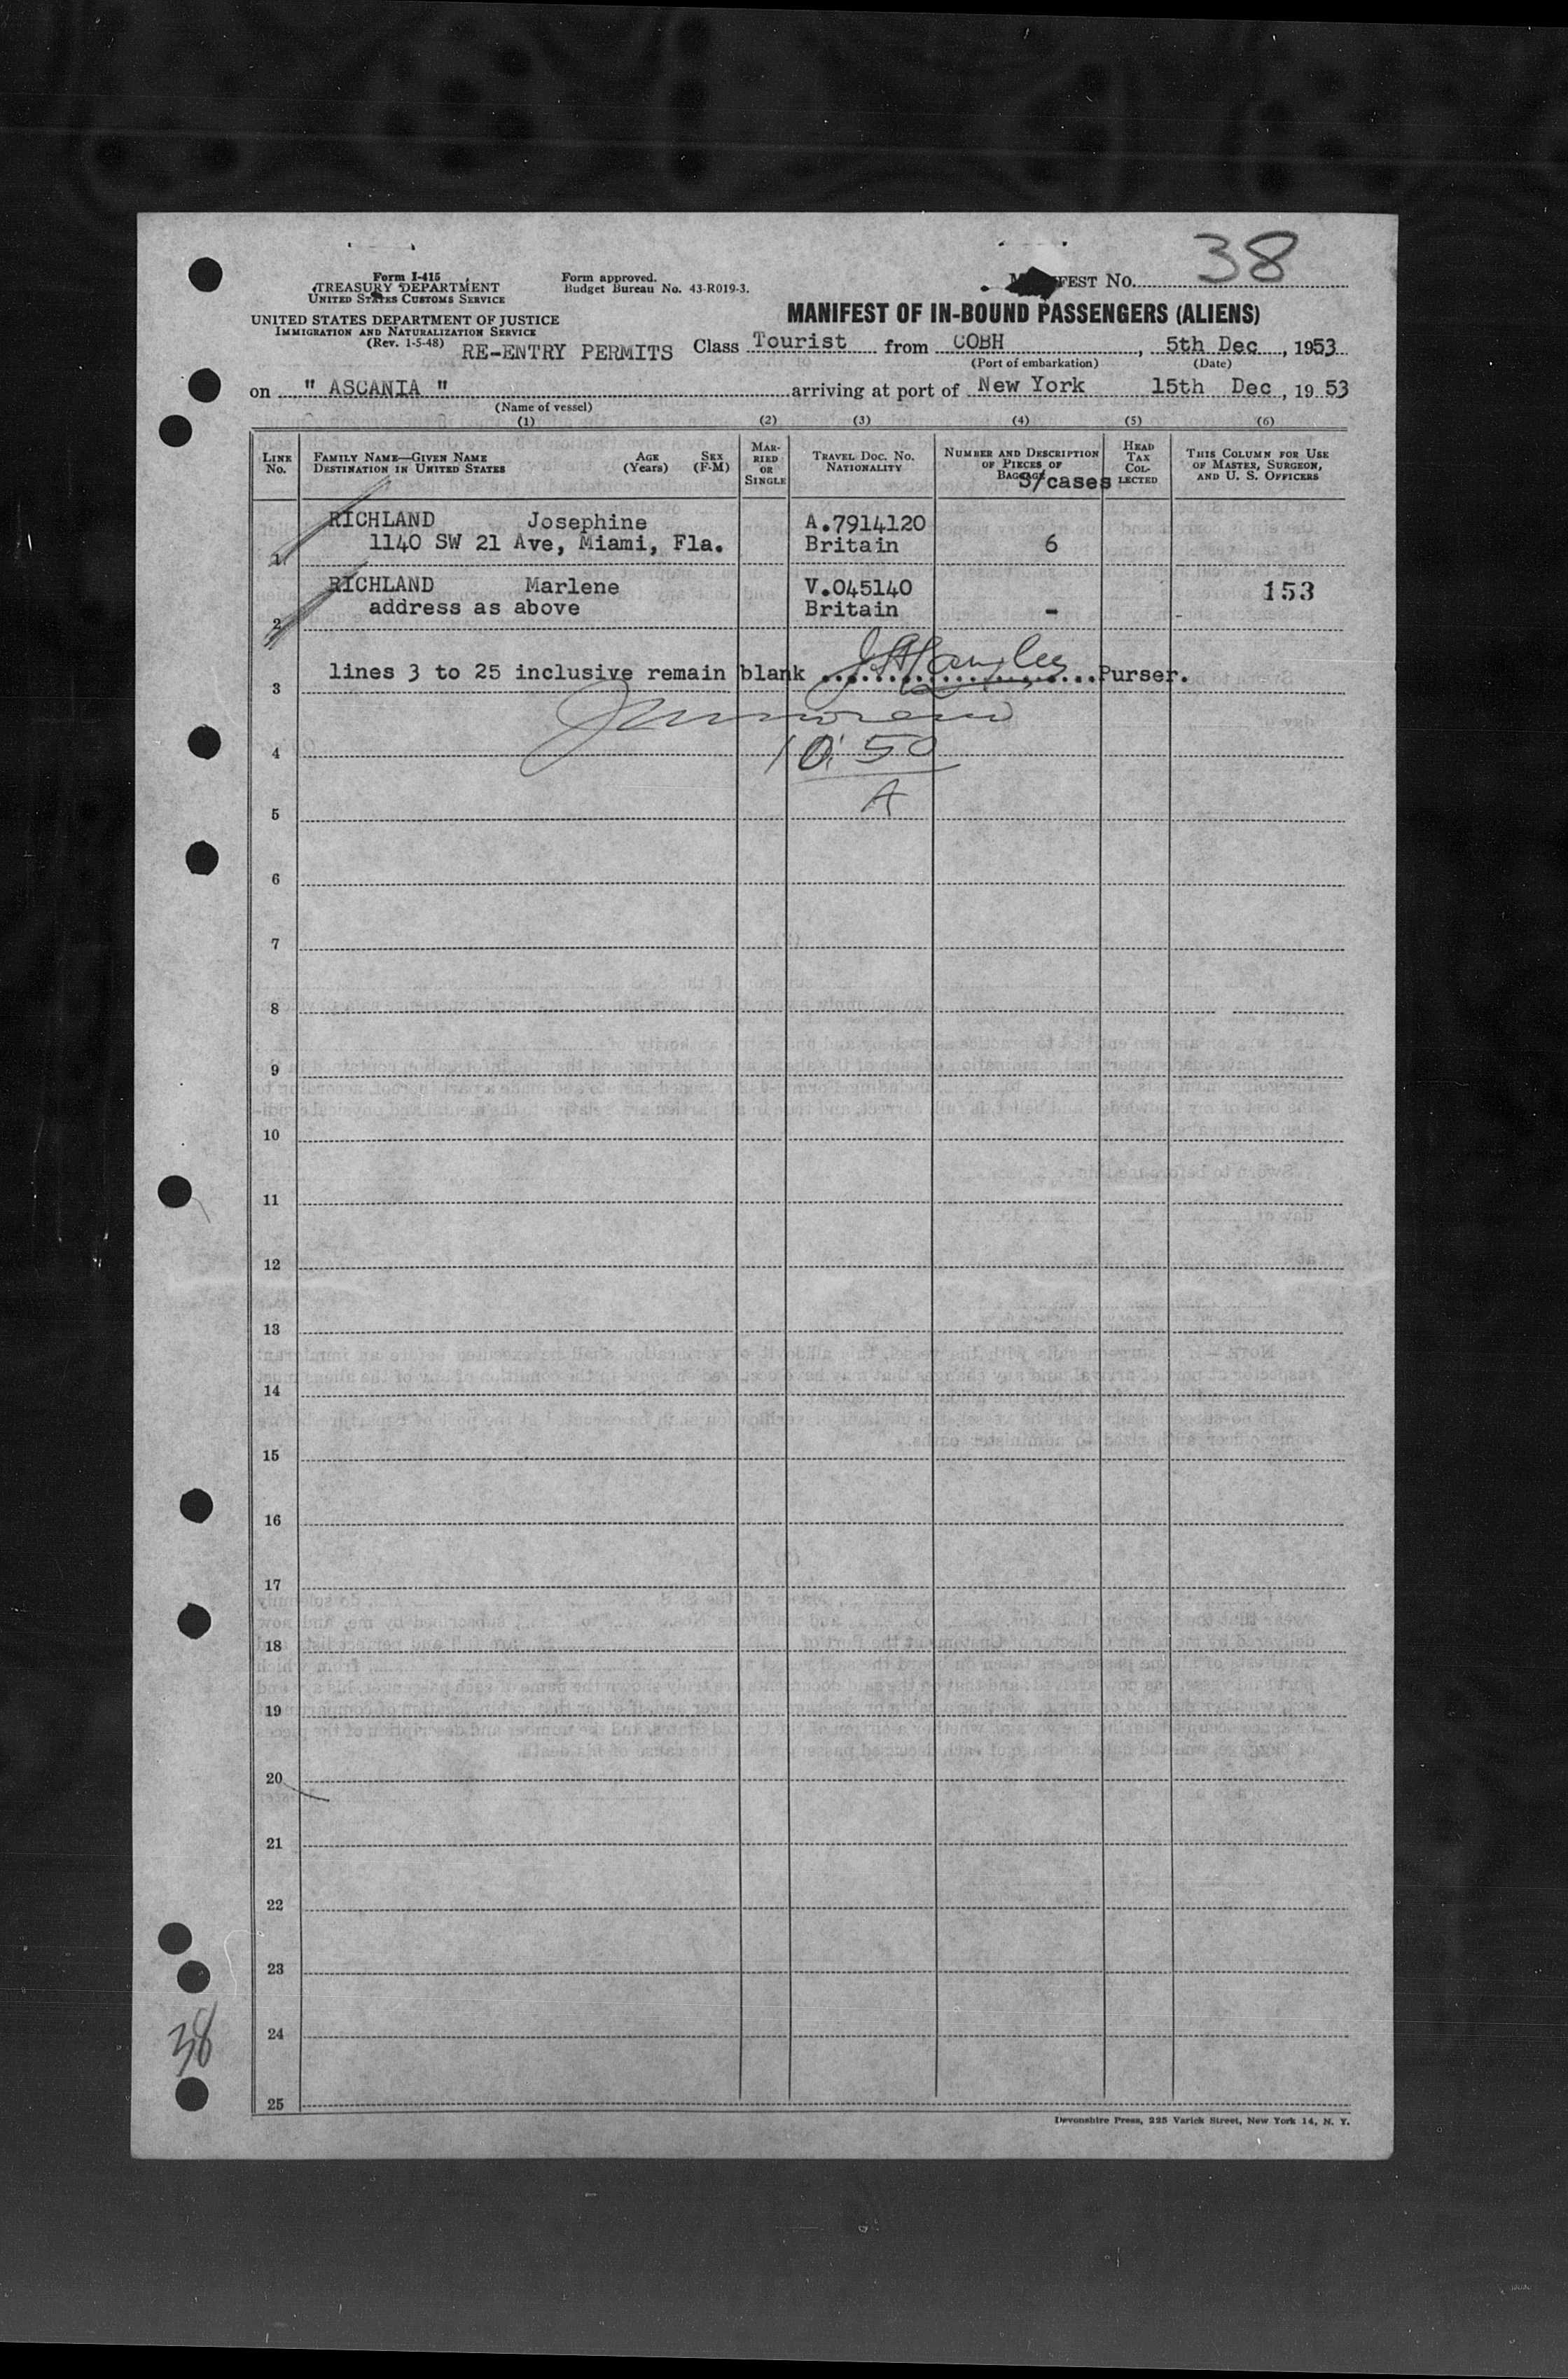 38
Form I-415
TREASURY DEPARTMENT
UNITED STATES CUSTOMS SERVICE
Form approved.
Budget Bureau No. 43-R019-3.
FEST No.
UNITED STATES DEPARTMENT OF JUSTICE
IMMIGRATION AND NATURALIZATION SERVICE
(Rev. 1-5-48)
MANIFEST OF IN-BOUND PASSENGERS (ALIENS)
RE-ENTRY PERMITS Class Tourist from COBH, 5th Dec, 1953
(Port of embarkation) (Date)
on " ASCANIA " arriving at port of New York 15th Dec, 1953
(Name of vessel)
(1) (2) (3) (4) (5) (6)
LINE No. FAMILY NAME—GIVEN NAME DESTINATION IN UNITED STATES AGE (Years) SEX (F-M) MARRIED OR SINGLE TRAVEL DOC. NO. NATIONALITY NUMBER AND DESCRIPTION OF PIECES OF BAGGAGE HEAD TAX COLLECTED THIS COLUMN FOR USE OF MASTER, SURGEON, AND U. S. OFFICERS
S/cases
RICHLAND Josephine A.7914120
1 1140 SW 21 Ave, Miami, Fla. Britain 6
RICHLAND Marlene V.045140 153
2 address as above Britain -
lines 3 to 25 inclusive remain blank Purser.
3
4 10:50
A
5
6
7
8
9
10
11
12
13
14
15
16
17
18
19
20
21
22
23
24
25
38
Devonshire Press, 225 Varick Street, New York 14, N. Y.